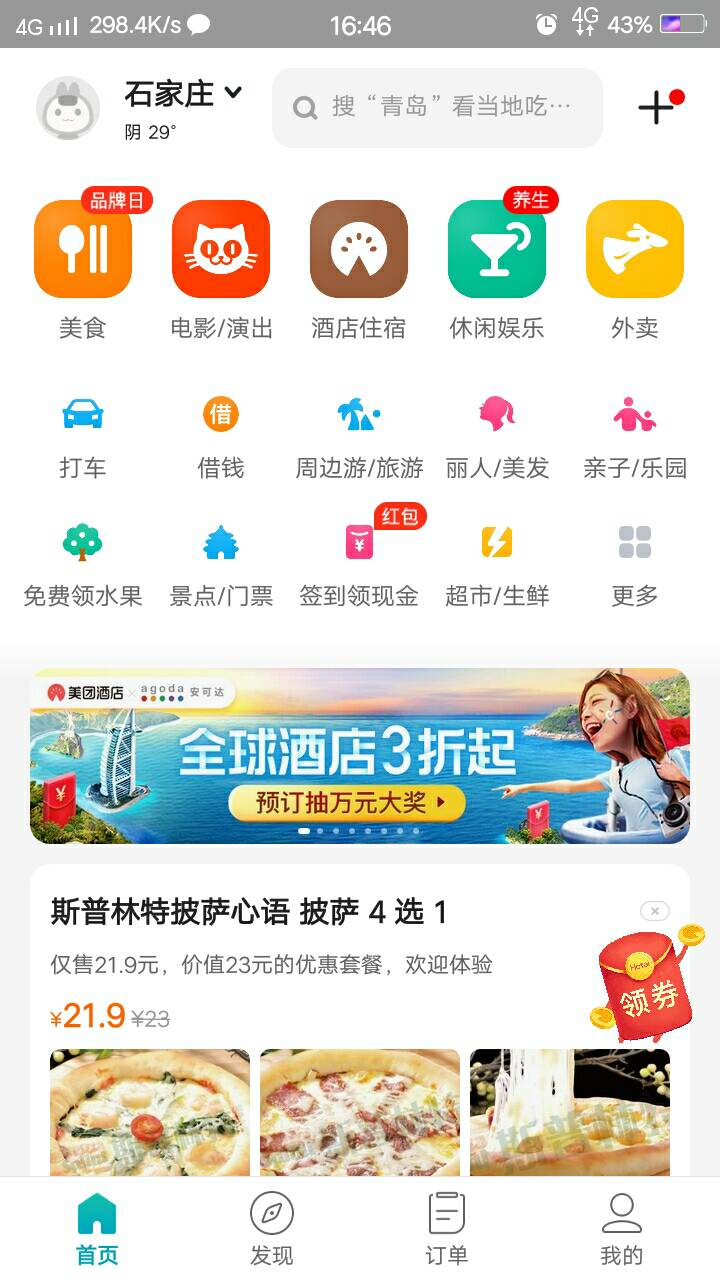 4G 298.4K/s 16:46 4G 43%
石家庄
阴 29°
搜“青岛”看当地吃…
品牌日 养生
美食 电影/演出 酒店住宿 休闲娱乐 外卖
借
打车 借钱 周边游/旅游 丽人/美发 亲子/乐园
红包
¥
免费领水果 景点/门票 签到领现金 超市/生鲜 更多
美团酒店 × agoda 安可达
全球酒店3折起
预订抽万元大奖
¥ ¥
斯普林特披萨心语 披萨 4 选 1
仅售21.9元，价值23元的优惠套餐，欢迎体验
¥21.9 ¥23
Hotel
领券
首页 发现 订单 我的